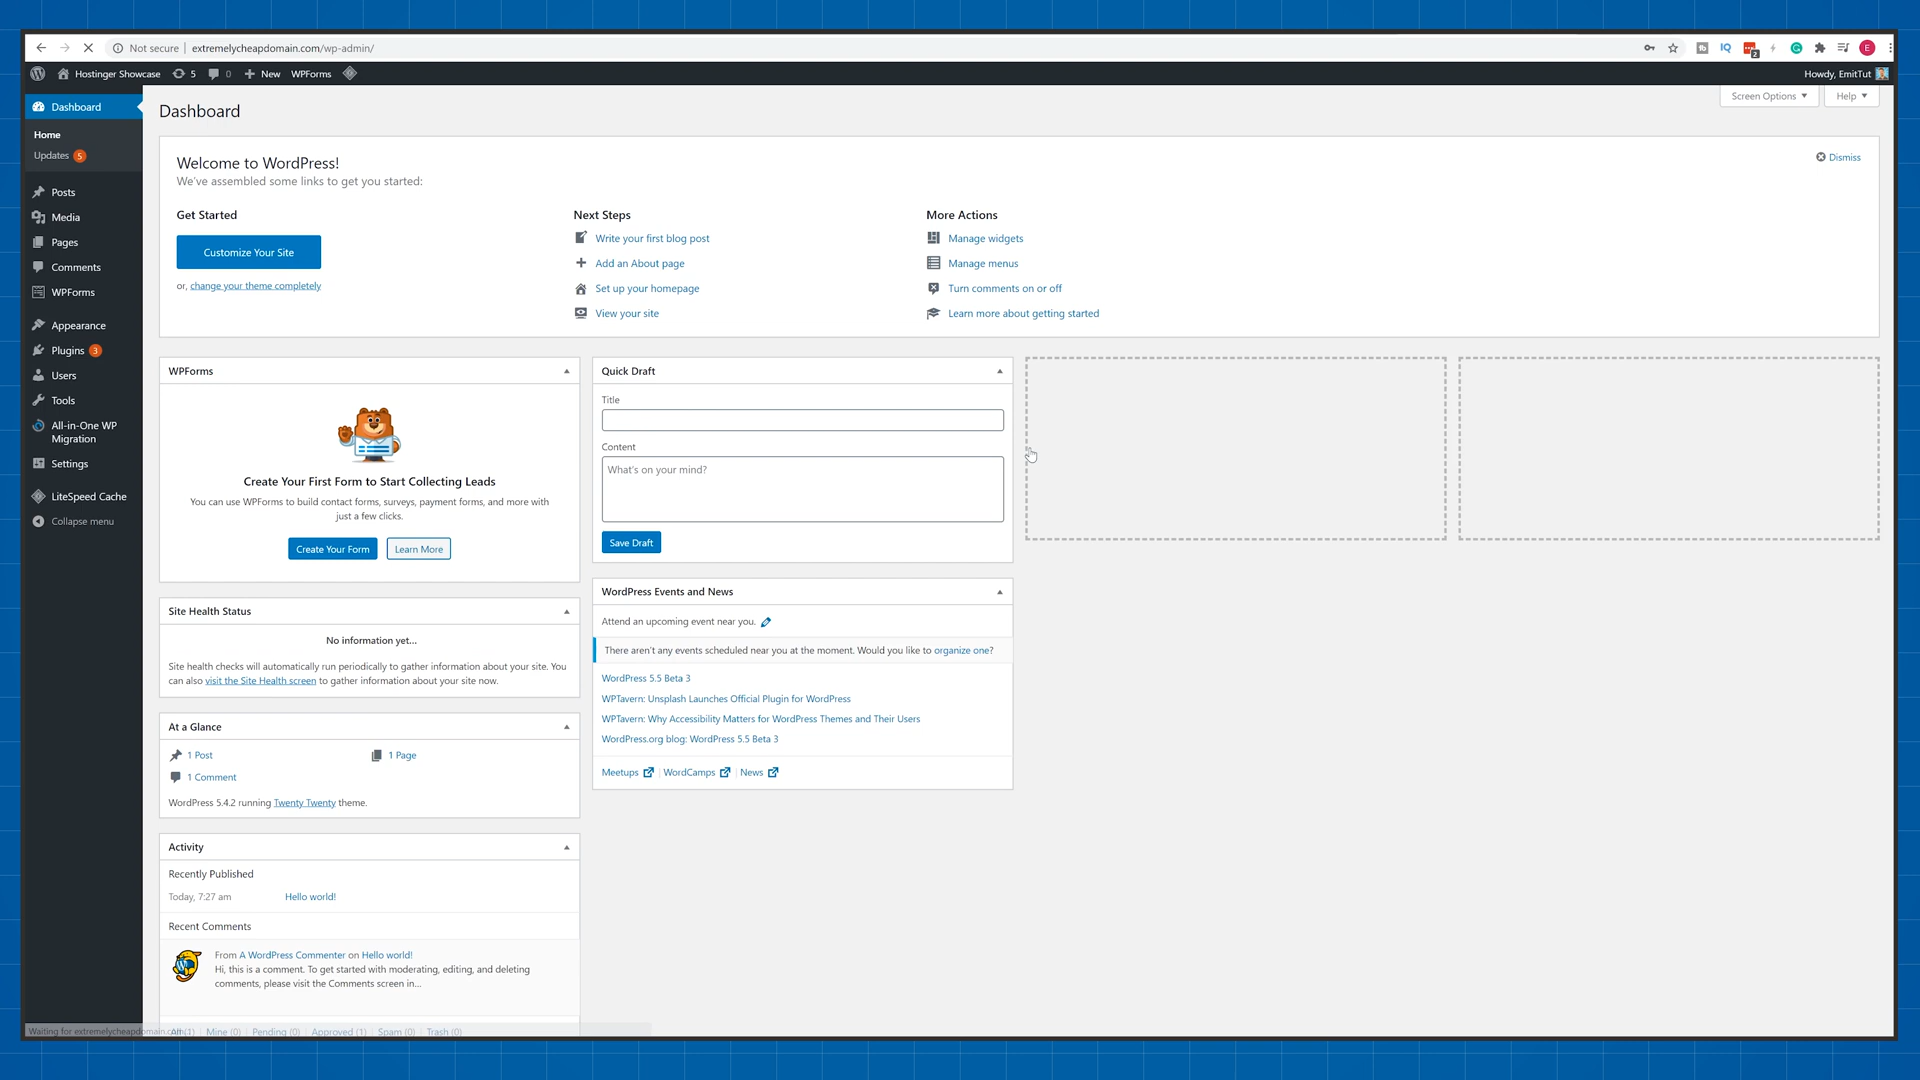 Not secure | extremelycheapdomain.com/wp-admin/
2
E
Hostinger Showcase 5 0 New WPForms
Howdy, EmitTut
Dashboard
Home
Updates 5
Posts
Media
Pages
Comments
WPForms
Appearance
Plugins 3
Users
Tools
All-in-One WP
Migration
Settings
LiteSpeed Cache
Collapse menu
Dashboard
Screen Options
Help
Welcome to WordPress!
We've assembled some links to get you started:
Dismiss
Get Started
Customize Your Site
or, change your theme completely
Next Steps
Write your first blog post
Add an About page
Set up your homepage
View your site
More Actions
Manage widgets
Manage menus
Turn comments on or off
Learn more about getting started
WPForms
Create Your First Form to Start Collecting Leads
You can use WPForms to build contact forms, surveys, payment forms, and more with
just a few clicks.
Create Your Form Learn More
Site Health Status
No information yet...
Site health checks will automatically run periodically to gather information about your site. You
can also visit the Site Health screen to gather information about your site now.
At a Glance
1 Post 1 Page
1 Comment
WordPress 5.4.2 running Twenty Twenty theme.
Activity
Recently Published
Today, 7:27 am Hello world!
Recent Comments
From A WordPress Commenter on Hello world!
Hi, this is a comment. To get started with moderating, editing, and deleting
comments, please visit the Comments screen in...
Mine (0) | Pending (0) | Approved (1) | Spam (0) | Trash (0)
Quick Draft
Title
Content
What's on your mind?
Save Draft
WordPress Events and News
Attend an upcoming event near you.
There aren't any events scheduled near you at the moment. Would you like to organize one?
WordPress 5.5 Beta 3
WPTavern: Unsplash Launches Official Plugin for WordPress
WPTavern: Why Accessibility Matters for WordPress Themes and Their Users
WordPress.org blog: WordPress 5.5 Beta 3
Meetups | WordCamps | News
Waiting for extremelycheapdomain.com...